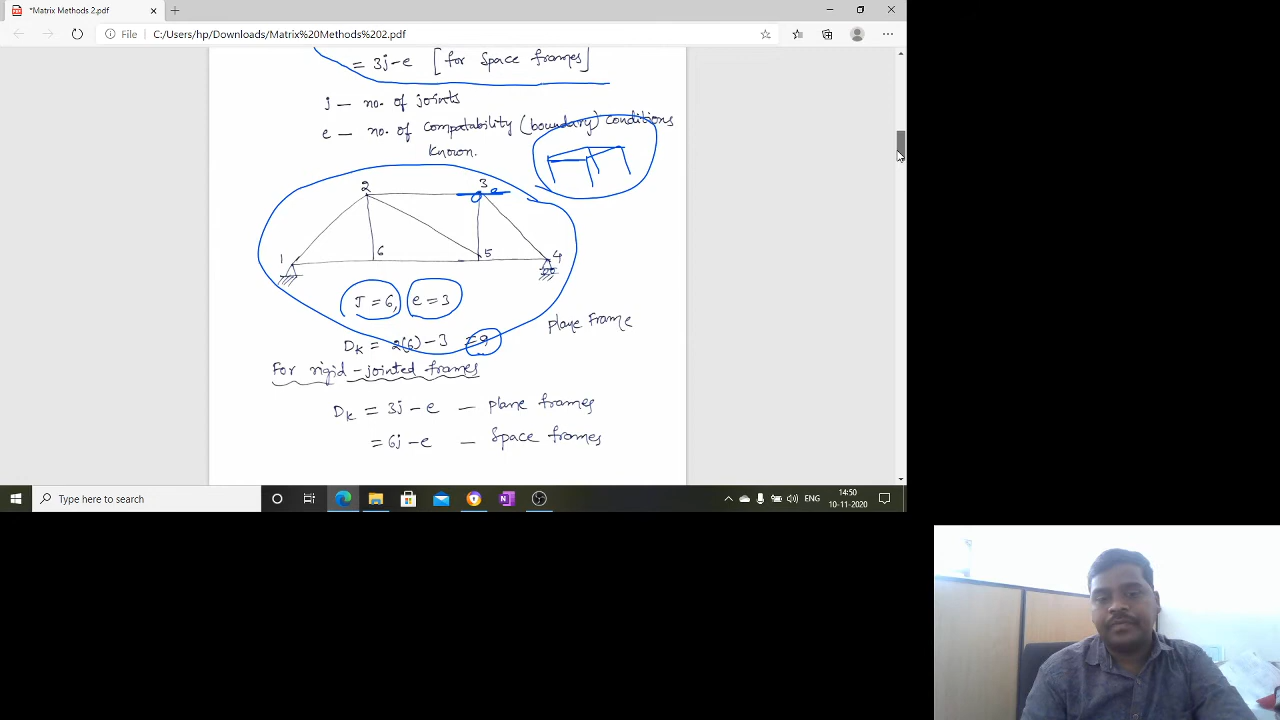 *Matrix Methods 2.pdf
File C:/Users/hp/Downloads/Matrix%20Methods%202.pdf
= 3j-e [for Space frames]
J — no. of joints
e — no. of compatability (boundary) conditions
known.
2
3
1
6
5
4
J = 6, e = 3
Plane Frame
DK = 2(6) - 3 = 9
For rigid-jointed frames
DK = 3j - e — plane frames
= 6j - e — Space frames
Type here to search
ENG
14:50
10-11-2020